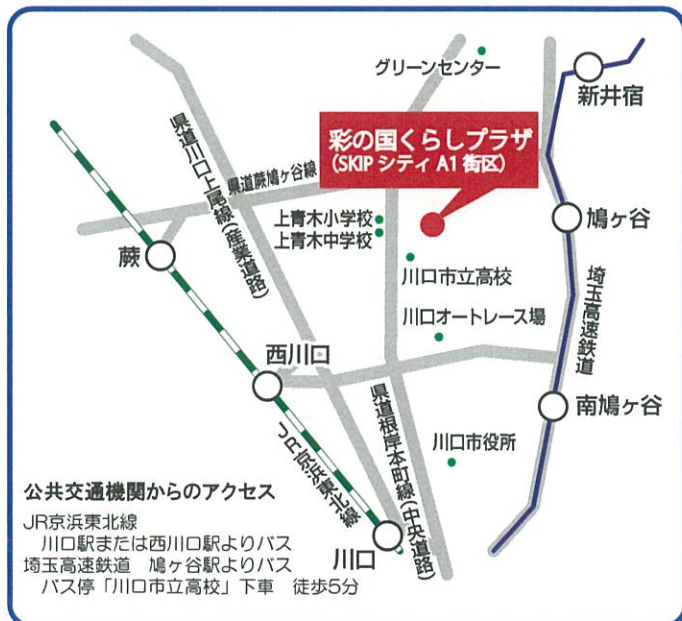 グリーンセンター
新井宿
彩の国くらしプラザ
(SKIP シティ A1 街区)
県道川口上尾線(産業道路)
県道蕨鳩ヶ谷線
上青木小学校
上青木中学校
鳩ヶ谷
蕨
川口市立高校
埼玉高速鉄道
川口オートレース場
西川口
県道根岸本町線(中央道路)
南鳩ヶ谷
JR京浜東北線
川口市役所
川口
公共交通機関からのアクセス
JR京浜東北線
川口駅または西川口駅よりバス
埼玉高速鉄道 鳩ヶ谷駅よりバス
バス停「川口市立高校」下車 徒歩5分